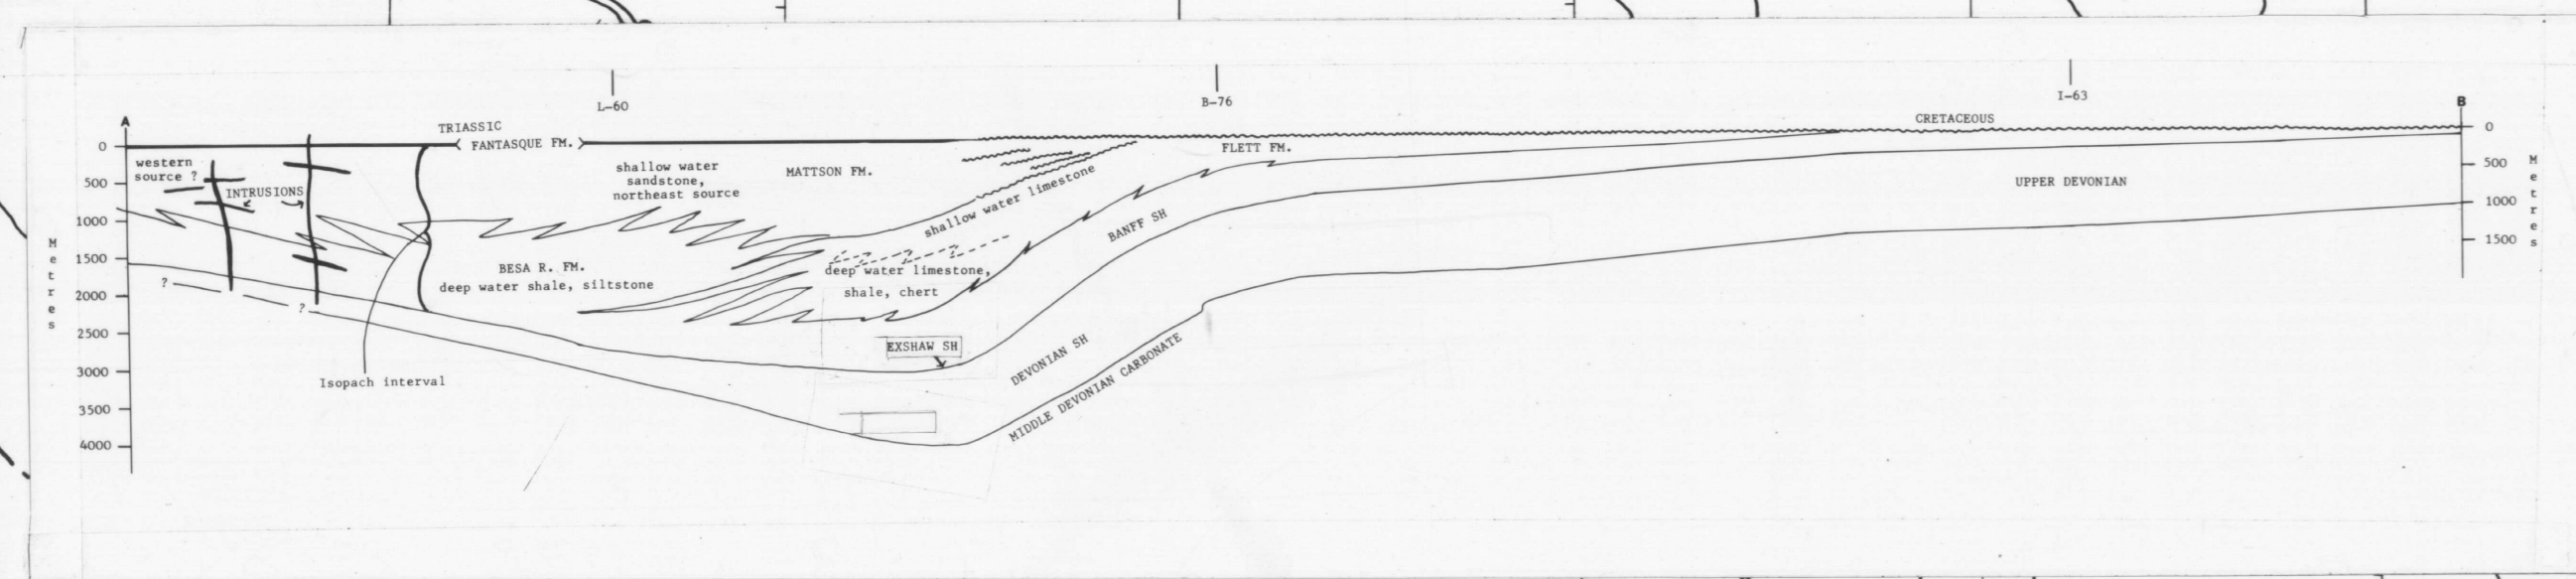 L-60
B-76
I-63
A
B
TRIASSIC
FANTASQUE FM.
CRETACEOUS
0
500
1000
1500
2000
2500
3000
3500
4000
Metres
western
source ?
INTRUSIONS
shallow water
sandstone,
northeast source
MATTSON FM.
FLETT FM.
shallow water limestone
BANFF SH
UPPER DEVONIAN
BESA R. FM.
deep water shale, siltstone
deep water limestone,
shale, chert
?
?
EXSHAW SH
DEVONIAN SH
MIDDLE DEVONIAN CARBONATE
Isopach interval
0
500
1000
1500
Metres